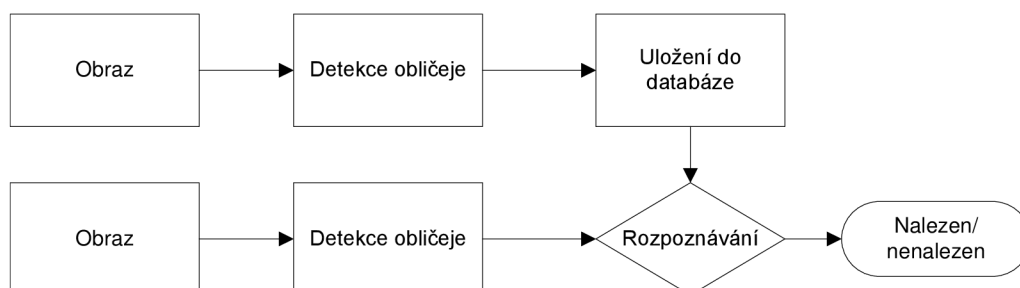 Obraz
Detekce obličeje
Uložení do
databáze
Obraz
Detekce obličeje
Rozpoznávání
Nalezen/
nenalezen